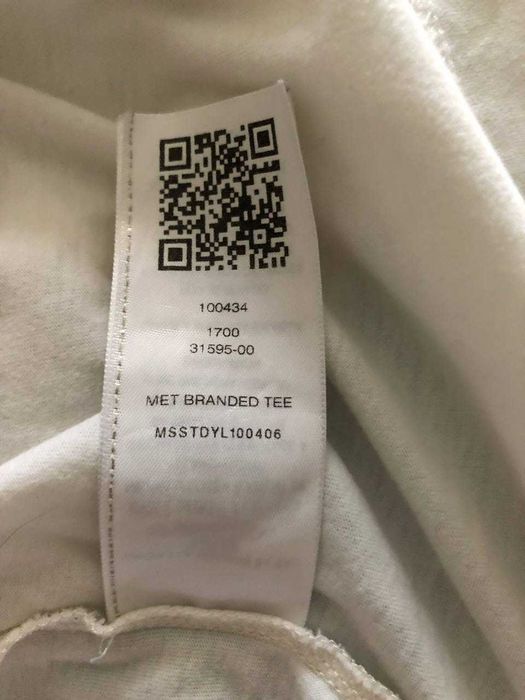 100434
1700
31595-00
MET BRANDED TEE
MSSTDYL100406